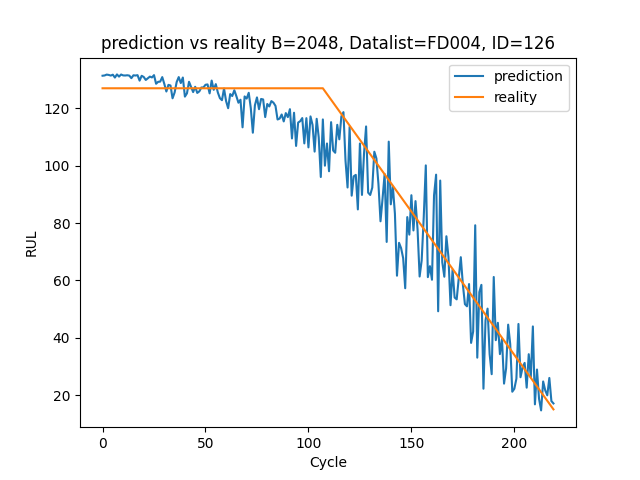 prediction vs reality B=2048, Datalist=FD004, ID=126
prediction
reality
RUL
120
100
80
60
40
20
0 50 100 150 200
Cycle